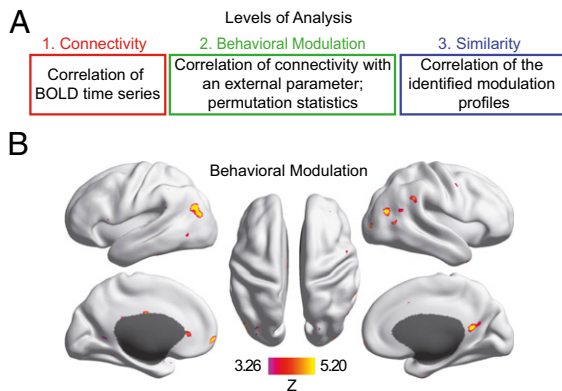 A
Levels of Analysis
1. Connectivity
2. Behavioral Modulation
3. Similarity
Correlation of
BOLD time series
Correlation of connectivity with
an external parameter;
permutation statistics
Correlation of the
identified modulation
profiles
B
Behavioral Modulation
3.26
5.20
Z